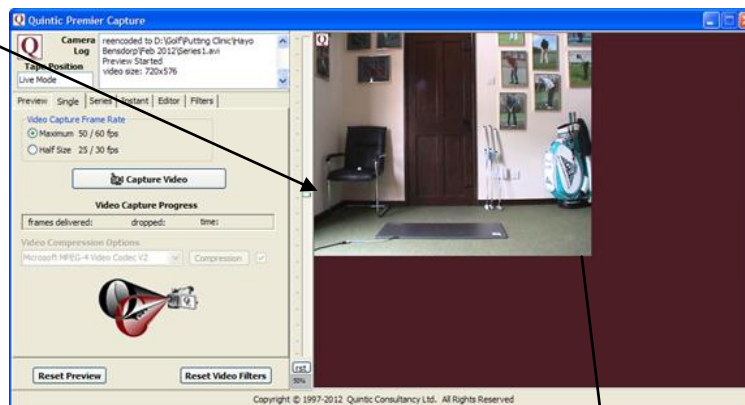 Quintic Premier Capture
Q
Camera Log
reencoded to D:\Golf\Putting Clinic\Hayo
Bensdorp\Feb 2012\Series1.avi
Preview Started
video size: 720x576
Tape Position
Live Mode
Preview Single Series Instant Editor Filters
Video Capture Frame Rate
Maximum 50 / 60 fps
Half Size 25 / 30 fps
Capture Video
Video Capture Progress
frames delivered: dropped: time:
Video Compression Options
Microsoft MPEG-4 Video Codec V2 Compression
Reset Preview Reset Video Filters
rst
50%
Q
Copyright © 1997-2012 Quintic Consultancy Ltd. All Rights Reserved